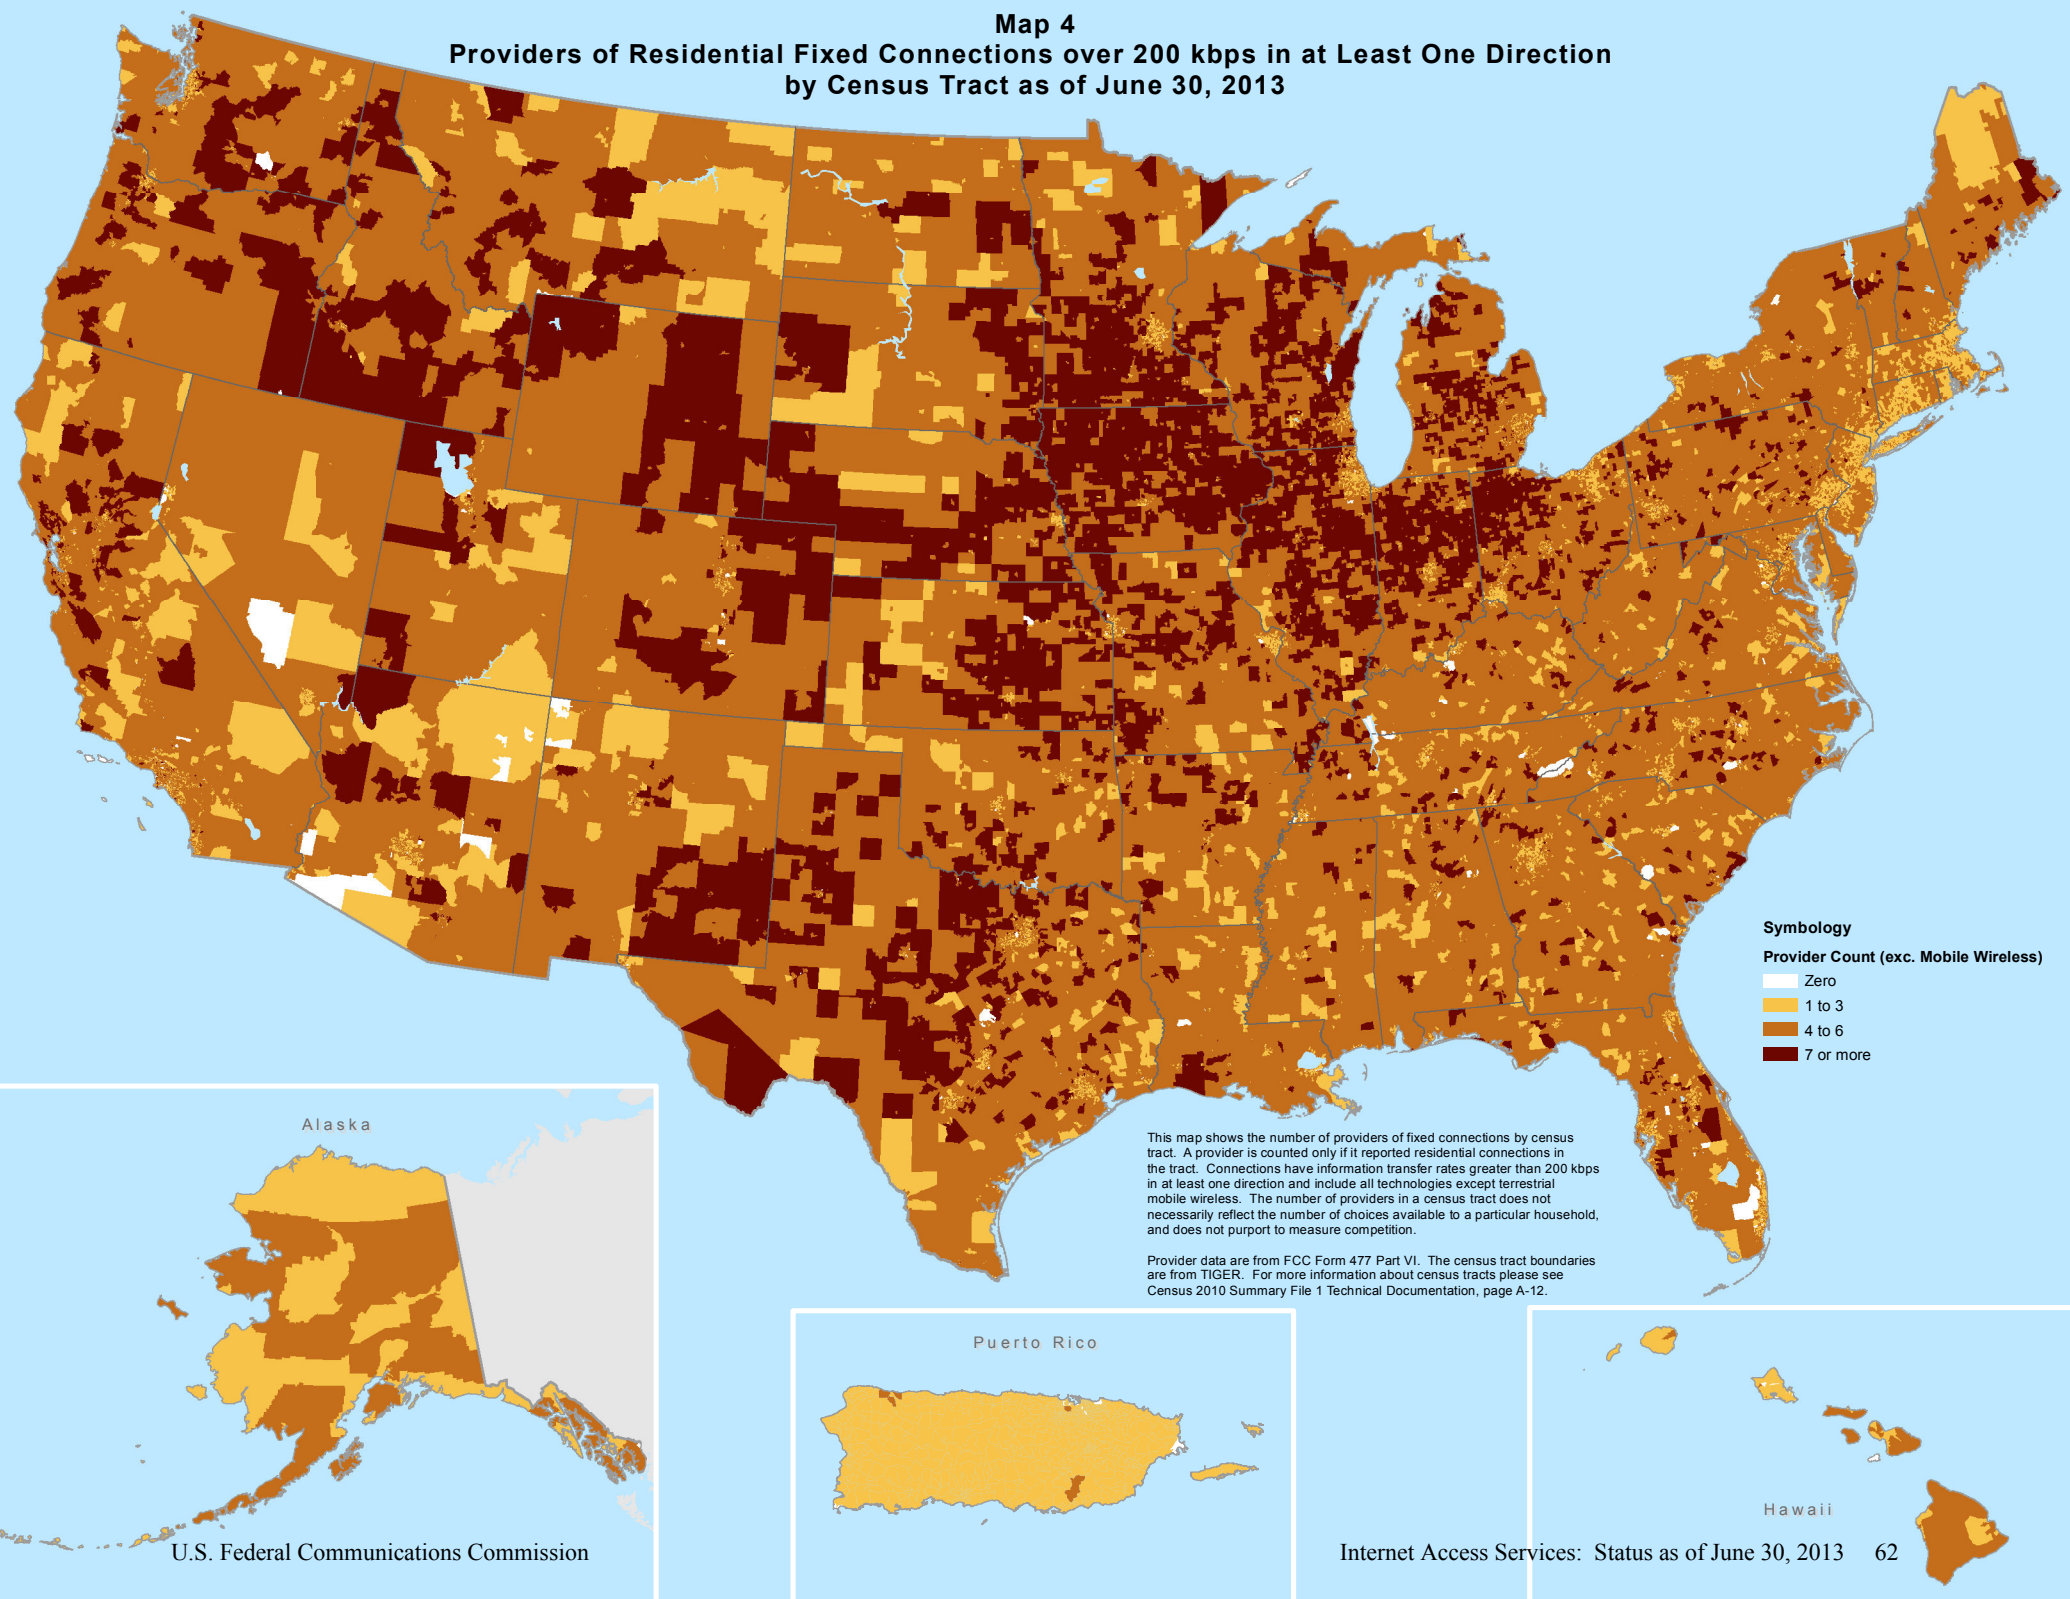 Map 4
Providers of Residential Fixed Connections over 200 kbps in at Least One Direction
by Census Tract as of June 30, 2013
Symbology
Provider Count (exc. Mobile Wireless)
Zero
1 to 3
4 to 6
7 or more
Alaska
This map shows the number of providers of fixed connections by census
tract. A provider is counted only if it reported residential connections in
the tract. Connections have information transfer rates greater than 200 kbps
in at least one direction and include all technologies except terrestrial
mobile wireless. The number of providers in a census tract does not
necessarily reflect the number of choices available to a particular household,
and does not purport to measure competition.
Provider data are from FCC Form 477 Part VI. The census tract boundaries
are from TIGER. For more information about census tracts please see
Census 2010 Summary File 1 Technical Documentation, page A-12.
Puerto Rico
Hawaii
U.S. Federal Communications Commission
Internet Access Services: Status as of June 30, 2013 62